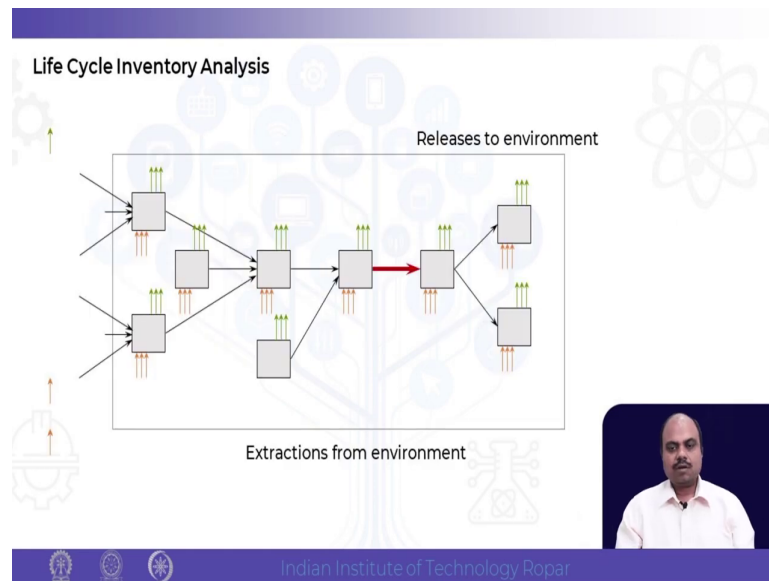 Life Cycle Inventory Analysis
Releases to environment
Extractions from environment
Indian Institute of Technology Ropar